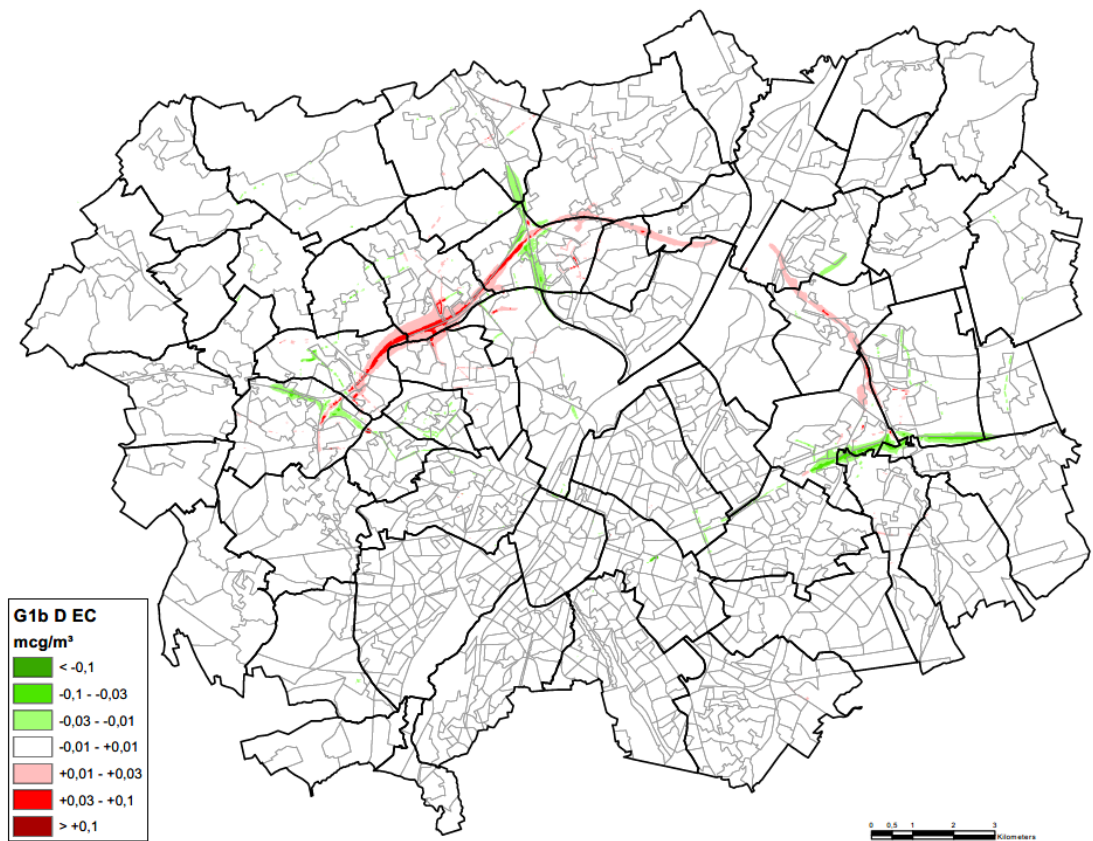 G1b D EC
mcg/m³
< -0,1
-0,1 - -0,03
-0,03 - -0,01
-0,01 - +0,01
+0,01 - +0,03
+0,03 - +0,1
> +0,1
0 0,5 1 2 3
Kilometers